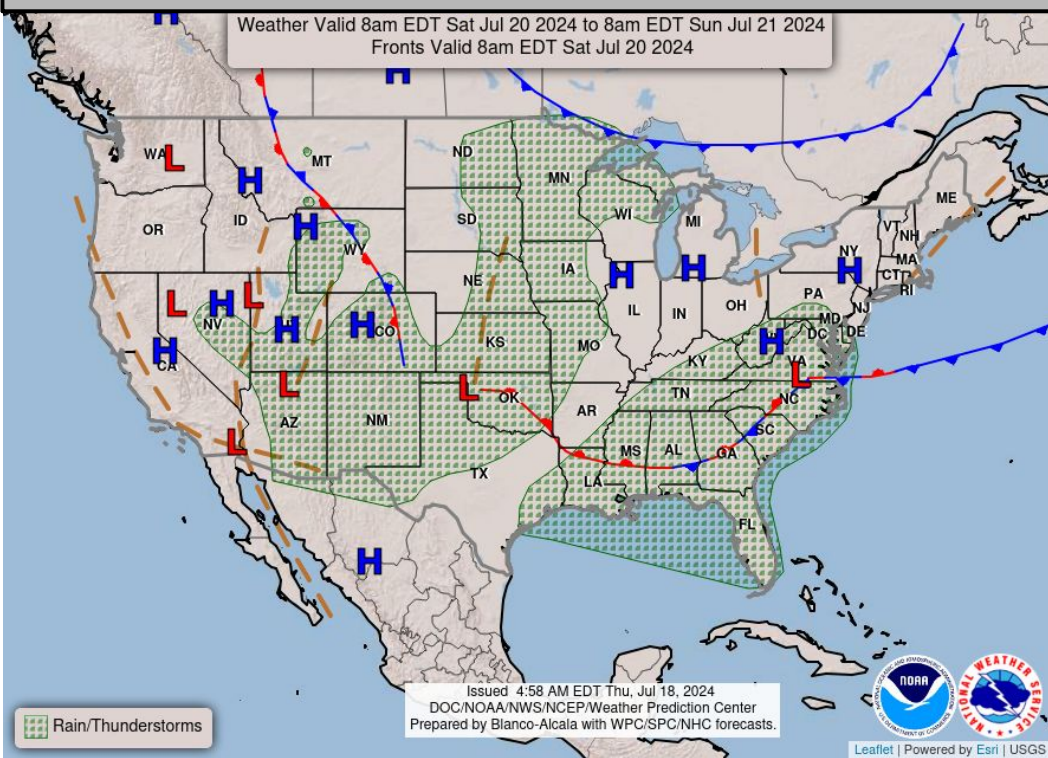 Weather Valid 8am EDT Sat Jul 20 2024 to 8am EDT Sun Jul 21 2024
Fronts Valid 8am EDT Sat Jul 20 2024
H
H
WA
L
MT
ND
MN
ME
H
ID
OR
SD
WI
MI
VT
NH
H
WY
NY
MA
H
CT
RI
NE
IA
H
H
OH
PA
NJ
L
H
L
NV
H
H
CO
IL
IN
MD
DE
DC
H
VA
H
CA
KS
MO
KY
L
L
L
OK
TN
NC
AZ
NM
AR
SC
L
TX
MS
AL
GA
LA
FL
H
Rain/Thunderstorms
Issued 4:58 AM EDT Thu, Jul 18, 2024
DOC/NOAA/NWS/NCEP/Weather Prediction Center
Prepared by Blanco-Alcala with WPC/SPC/NHC forecasts.
NOAA
NATIONAL WEATHER SERVICE
Leaflet | Powered by Esri | USGS